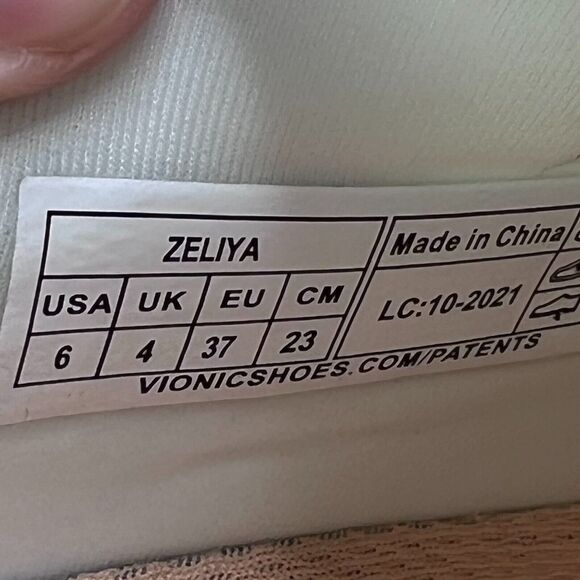 ZELIYA
USA UK EU CM
6 4 37 23
Made in China
LC:10-2021
VIONICSHOES.COM/PATENTS